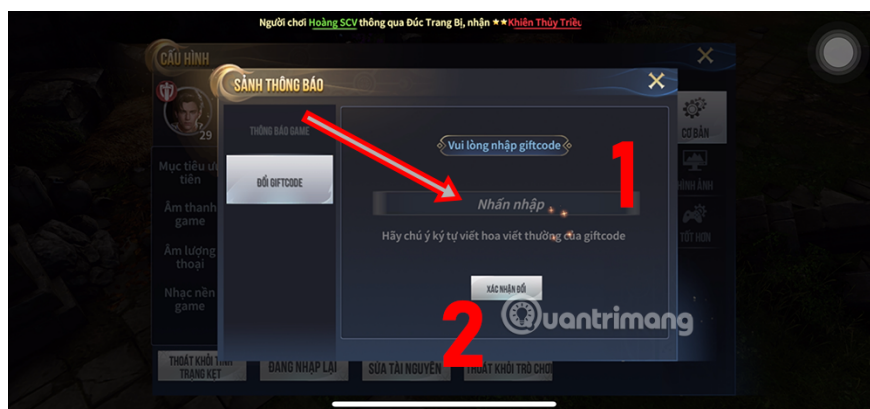 Người chơi Hoàng SCV thông qua Đúc Trang Bị, nhận ★★Khiên Thủy Triều
CẤU HÌNH
SẢNH THÔNG BÁO
29
THÔNG BÁO GAME
ĐỔI GIFTCODE
Vui lòng nhập giftcode
1
Nhấn nhập
Hãy chú ý ký tự viết hoa viết thường của giftcode
XÁC NHẬN ĐỔI
2
Quantrimang
CƠ BẢN
HÌNH ẢNH
TỐT HƠN
Mục tiêu ưu
tiên
Âm thanh
game
Âm lượng
thoại
Nhạc nền
game
THOÁT KHỎI TÌNH
TRẠNG KẸT
ĐĂNG NHẬP LẠI
SỬA TÀI NGUYÊN
THOÁT KHỎI TRÒ CHƠI